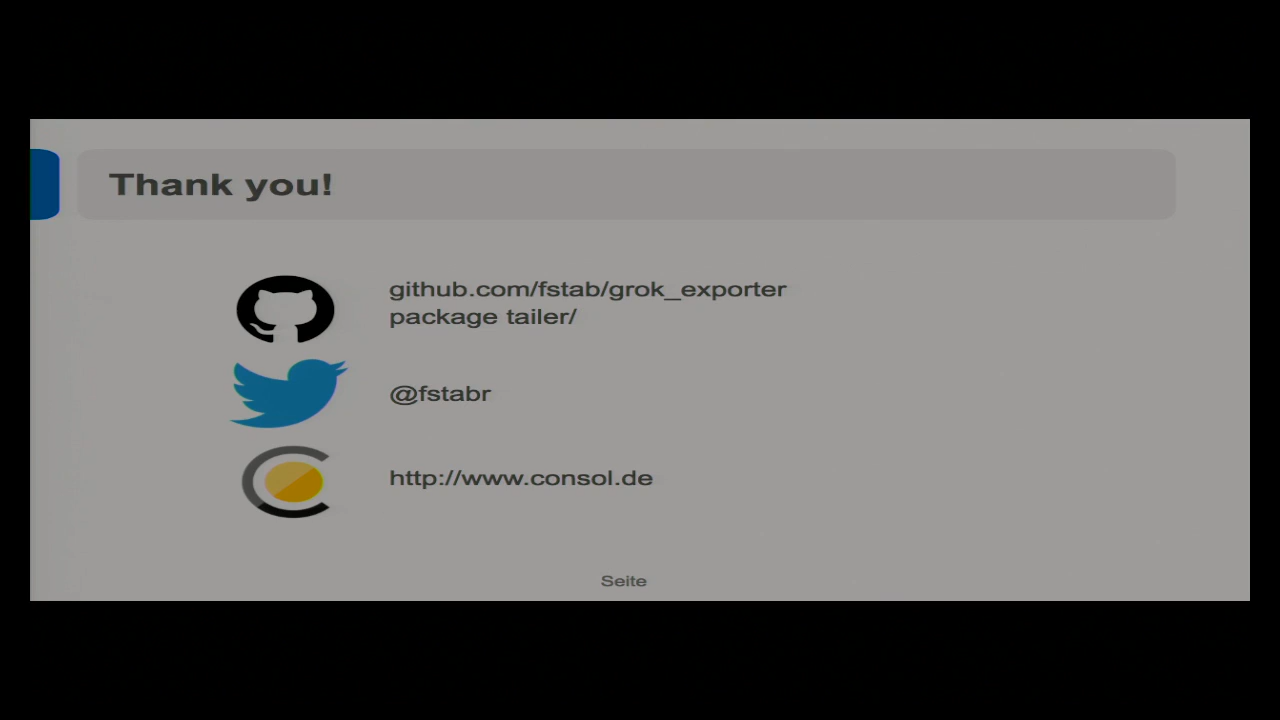 Thank you!
github.com/fstab/grok_exporter
package tailer/
@fstabr
http://www.consol.de
Seite